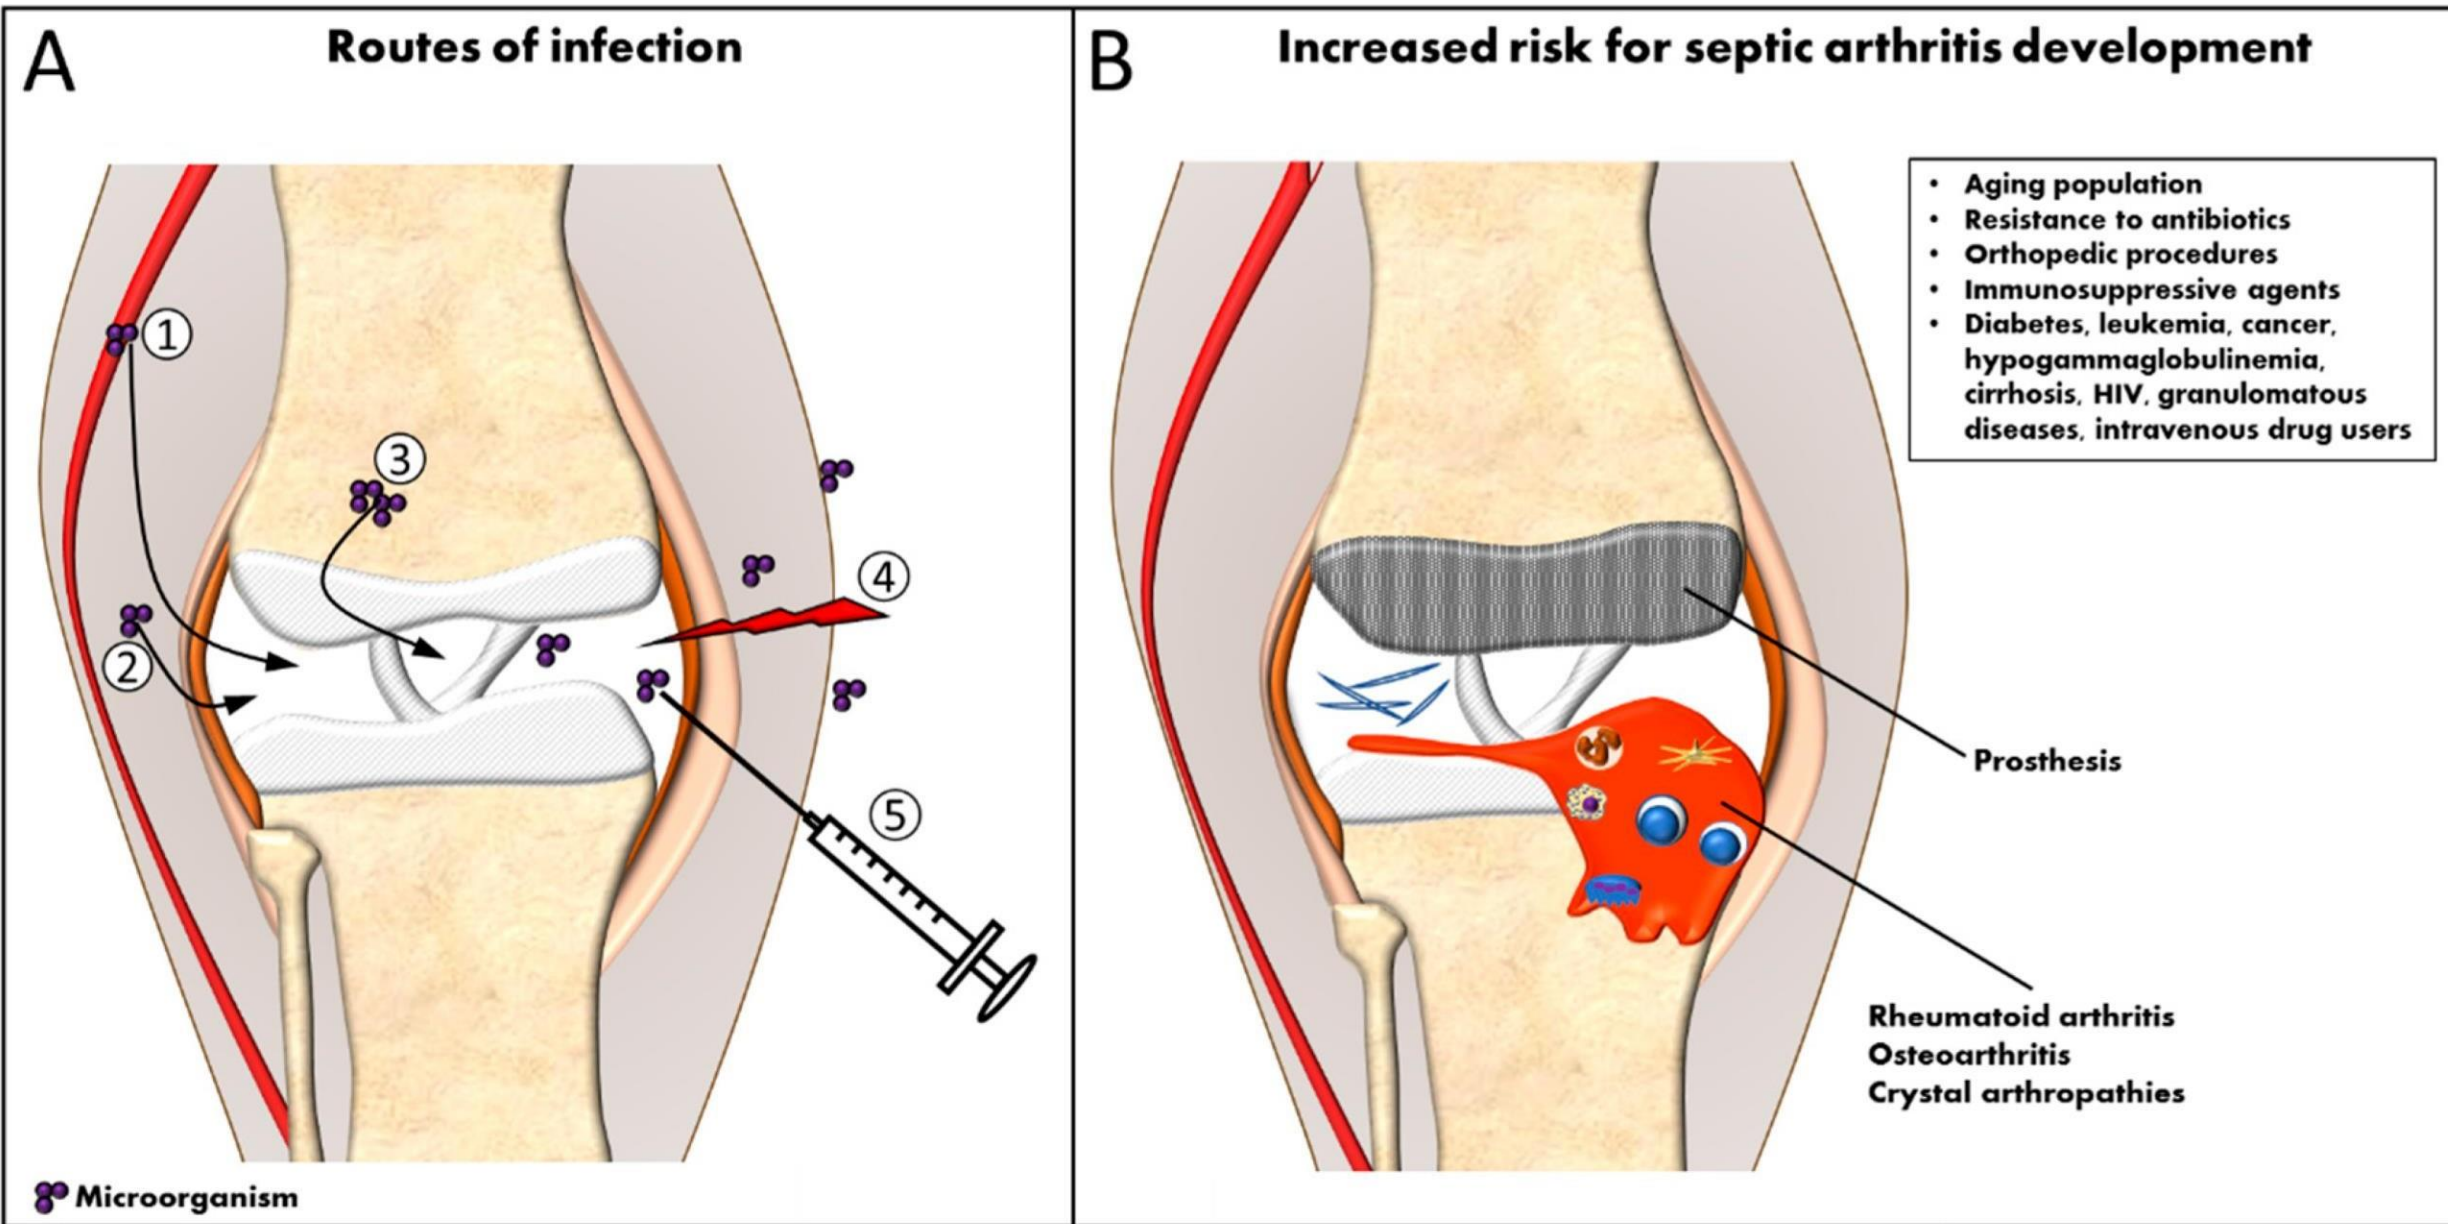 A
Routes of infection
1
3
4
2
5
Microorganism
B
Increased risk for septic arthritis development
• Aging population
• Resistance to antibiotics
• Orthopedic procedures
• Immunosuppressive agents
• Diabetes, leukemia, cancer,
hypogammaglobulinemia,
cirrhosis, HIV, granulomatous
diseases, intravenous drug users
Prosthesis
Rheumatoid arthritis
Osteoarthritis
Crystal arthropathies